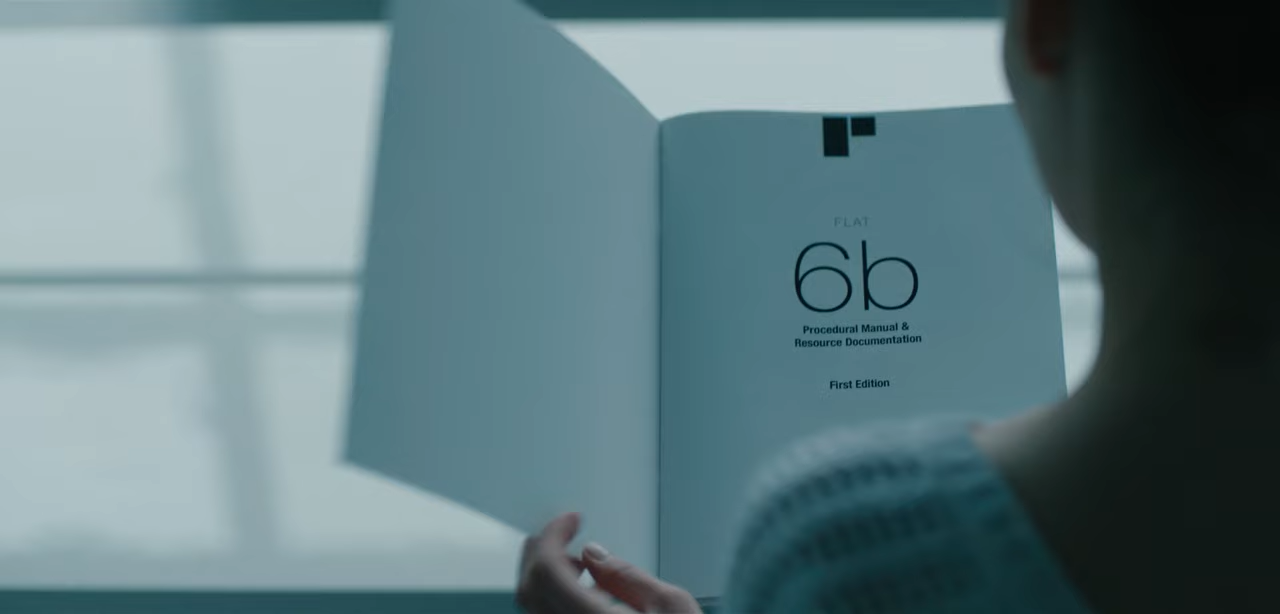 FLAT
6b
Procedural Manual &
Resource Documentation
First Edition